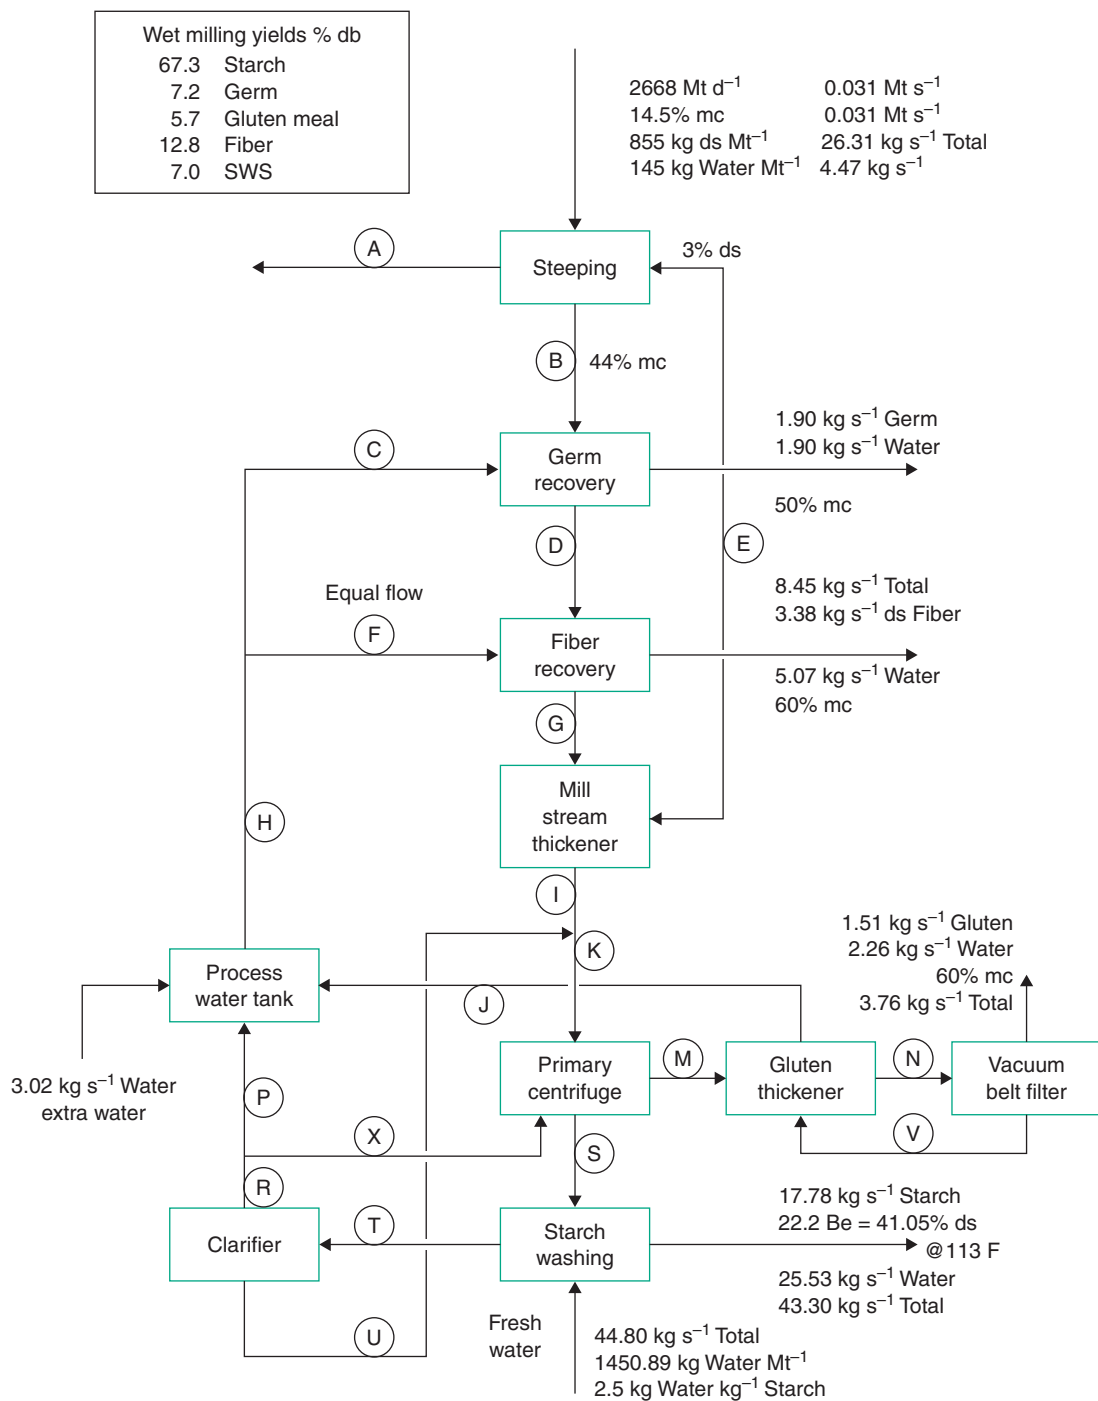 Wet milling yields % db
67.3 Starch
7.2 Germ
5.7 Gluten meal
12.8 Fiber
7.0 SWS
2668 Mt d⁻¹ 0.031 Mt s⁻¹
14.5% mc 0.031 Mt s⁻¹
855 kg ds Mt⁻¹ 26.31 kg s⁻¹ Total
145 kg Water Mt⁻¹ 4.47 kg s⁻¹
A
Steeping
3% ds
B
44% mc
C
Germ
recovery
1.90 kg s⁻¹ Germ
1.90 kg s⁻¹ Water
50% mc
D
E
Equal flow
F
Fiber
recovery
8.45 kg s⁻¹ Total
3.38 kg s⁻¹ ds Fiber
5.07 kg s⁻¹ Water
60% mc
G
H
Mill
stream
thickener
I
K
Process
water tank
J
1.51 kg s⁻¹ Gluten
2.26 kg s⁻¹ Water
60% mc
3.76 kg s⁻¹ Total
3.02 kg s⁻¹ Water
extra water
P
Primary
centrifuge
M
Gluten
thickener
N
Vacuum
belt filter
X
V
R
S
Clarifier
T
Starch
washing
17.78 kg s⁻¹ Starch
22.2 Be = 41.05% ds
@113 F
25.53 kg s⁻¹ Water
43.30 kg s⁻¹ Total
U
Fresh
water
44.80 kg s⁻¹ Total
1450.89 kg Water Mt⁻¹
2.5 kg Water kg⁻¹ Starch